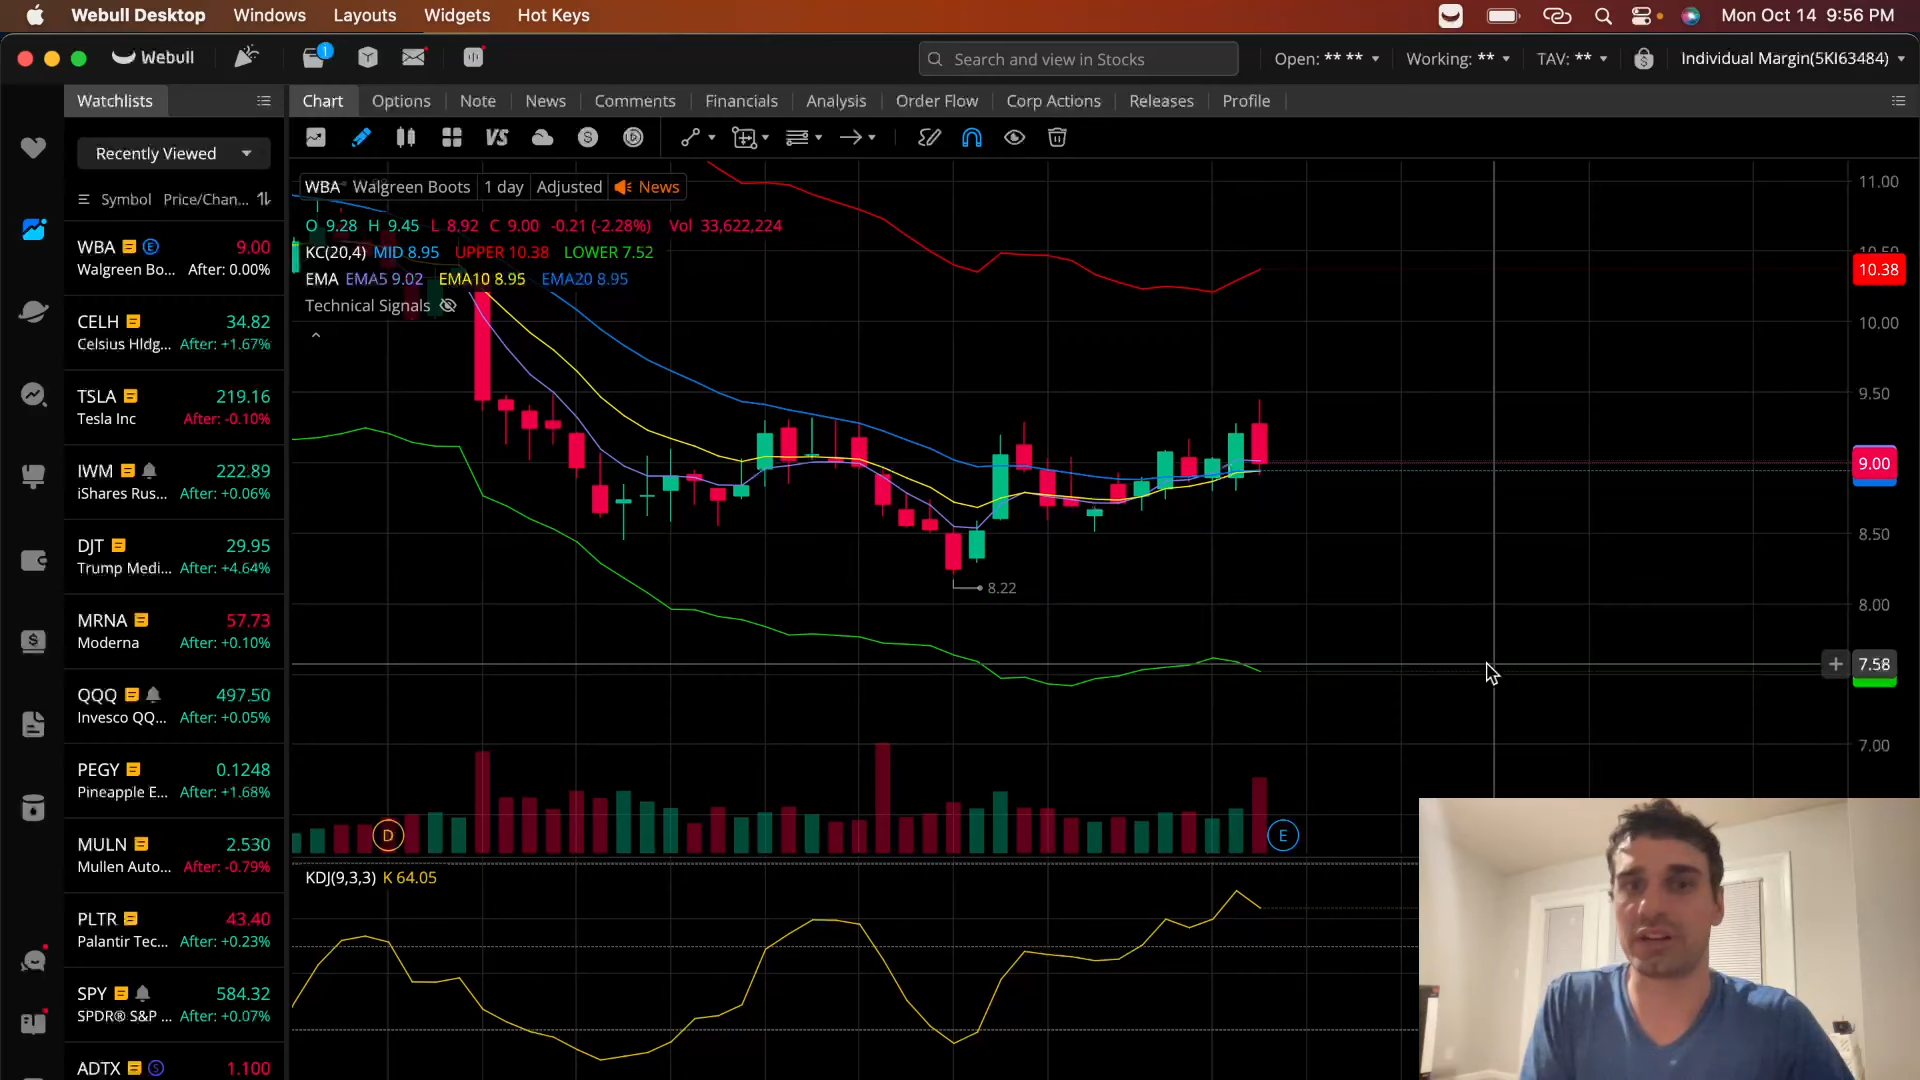 Webull Desktop Windows Layouts Widgets Hot Keys Mon Oct 14 9:56 PM
Webull 1 Search and view in Stocks Open: ** ** Working: ** TAV: ** Individual Margin(5KI63484)
Watchlists Chart Options Note News Comments Financials Analysis Order Flow Corp Actions Releases Profile
VS S
Recently Viewed
Symbol Price/Chan...
WBA E 9.00
Walgreen Bo... After: 0.00%
CELH 34.82
Celsius Hldg... After: +1.67%
TSLA 219.16
Tesla Inc After: -0.10%
IWM 222.89
iShares Rus... After: +0.06%
DJT 29.95
Trump Medi... After: +4.64%
MRNA 57.73
Moderna After: +0.10%
QQQ 497.50
Invesco QQ... After: +0.05%
PEGY 0.1248
Pineapple E... After: +1.68%
MULN 2.530
Mullen Auto... After: -0.79%
PLTR 43.40
Palantir Tec... After: +0.23%
SPY 584.32
SPDR® S&P ... After: +0.07%
ADTX S 1.100
WBA Walgreen Boots 1 day Adjusted News
O 9.28 H 9.45 L 8.92 C 9.00 -0.21 (-2.28%) Vol 33,622,224
KC(20,4) MID 8.95 UPPER 10.38 LOWER 7.52
EMA EMA5 9.02 EMA10 8.95 EMA20 8.95
Technical Signals
8.22
D E
KDJ(9,3,3) K 64.05
11.00
10.50
10.38
10.00
9.50
9.00
8.50
8.00
7.58
7.00